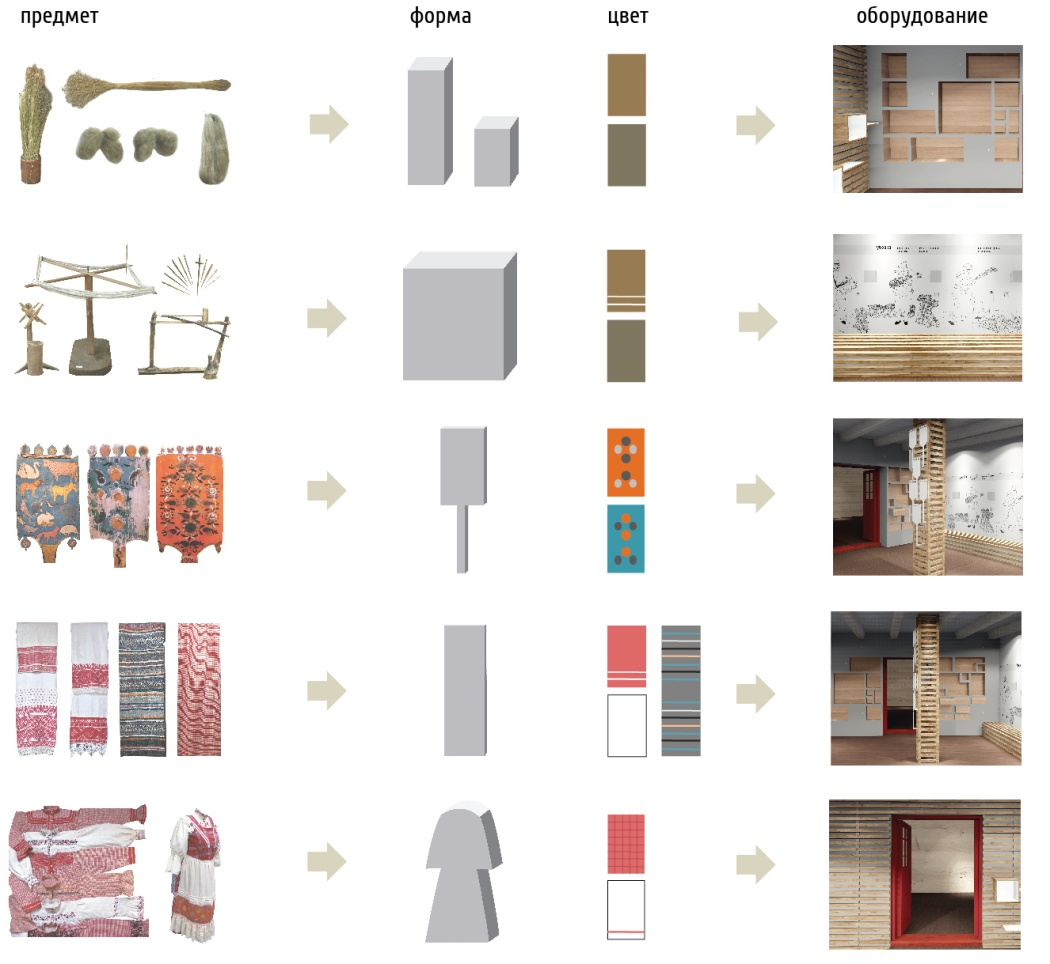 предмет
форма
цвет
оборудование